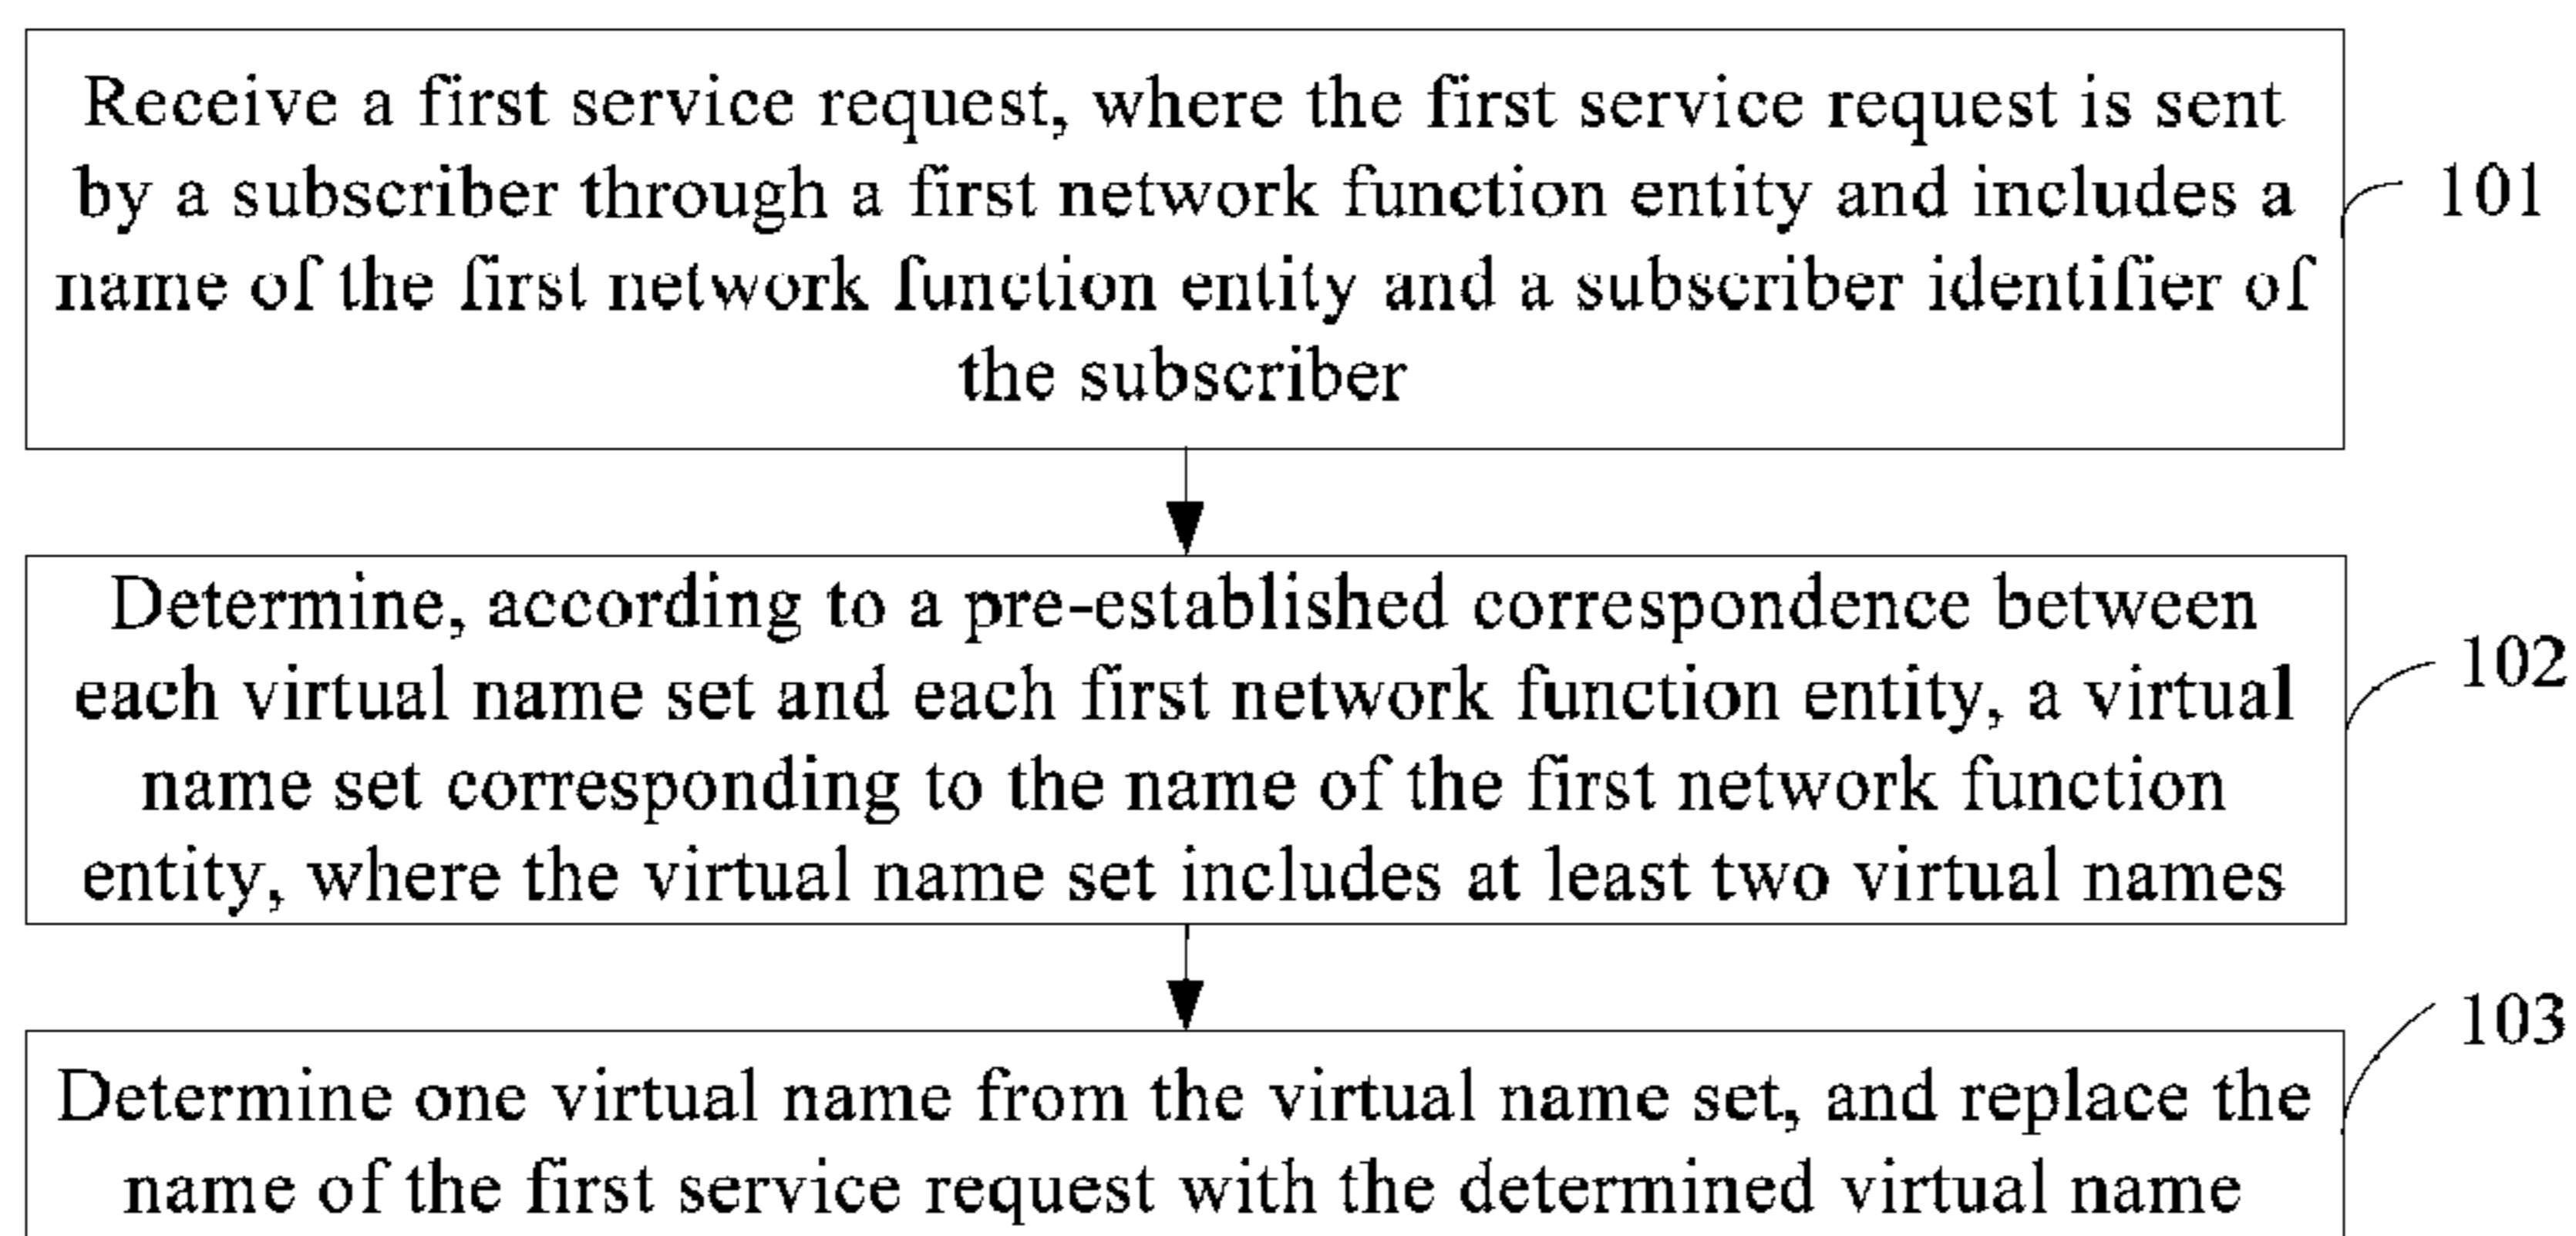 Receive a first service request, where the first service request is sent
by a subscriber through a first network function entity and includes a
name of the first network function entity and a subscriber identifier of
the subscriber
101
Determine, according to a pre-established correspondence between
each virtual name set and each first network function entity, a virtual
name set corresponding to the name of the first network function
entity, where the virtual name set includes at least two virtual names
102
Determine one virtual name from the virtual name set, and replace the
name of the first service request with the determined virtual name
103